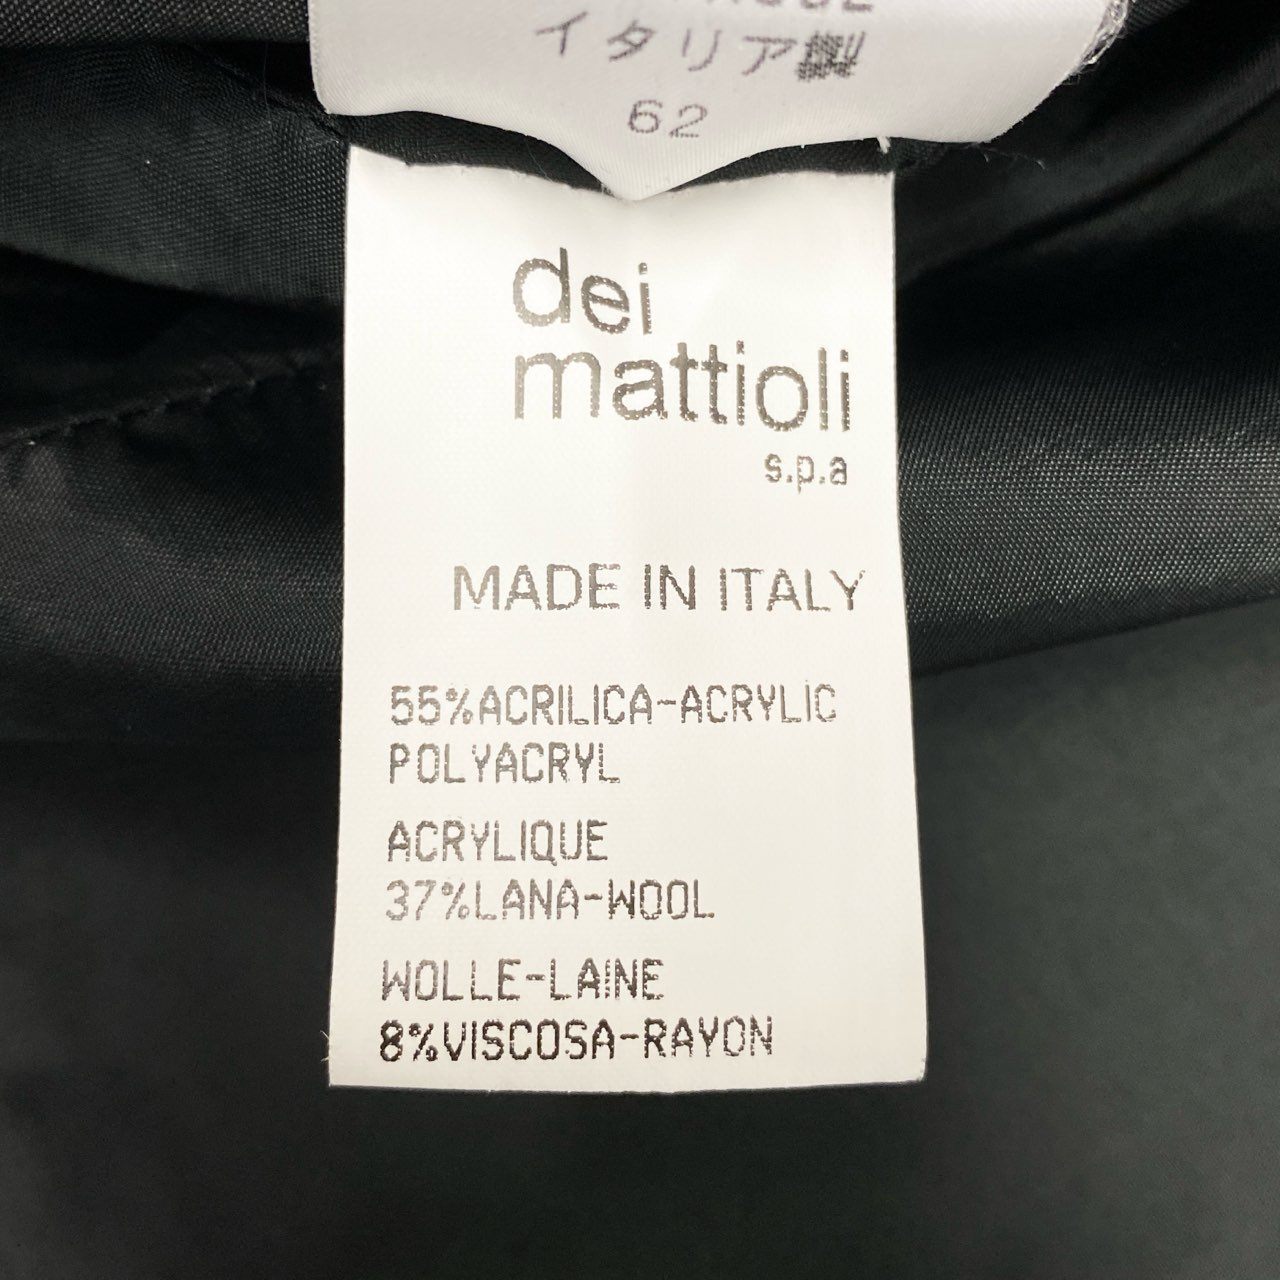 イタリア製
62
dei
mattioli
s.p.a
MADE IN ITALY
55%ACRILICA-ACRYLIC
POLYACRYL
ACRYLIQUE
37%LANA-WOOL
WOLLE-LAINE
8%VISCOSA-RAYON